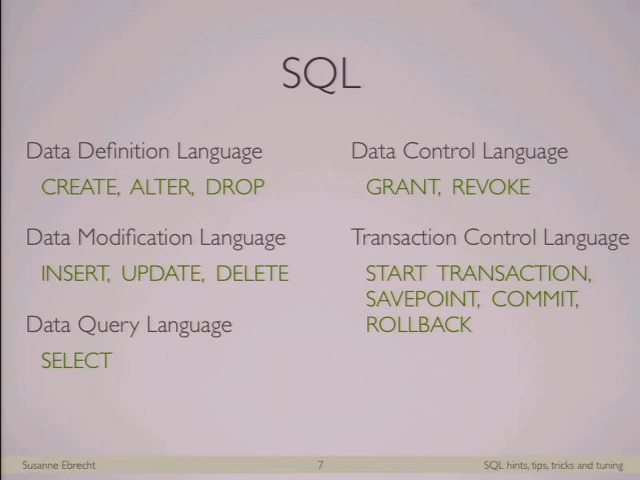 SQL
Data Definition Language
CREATE, ALTER, DROP
Data Modification Language
INSERT, UPDATE, DELETE
Data Query Language
SELECT
Data Control Language
GRANT, REVOKE
Transaction Control Language
START TRANSACTION,
SAVEPOINT, COMMIT,
ROLLBACK
Susanne Ebrecht
7
SQL hints, tips, tricks and tuning